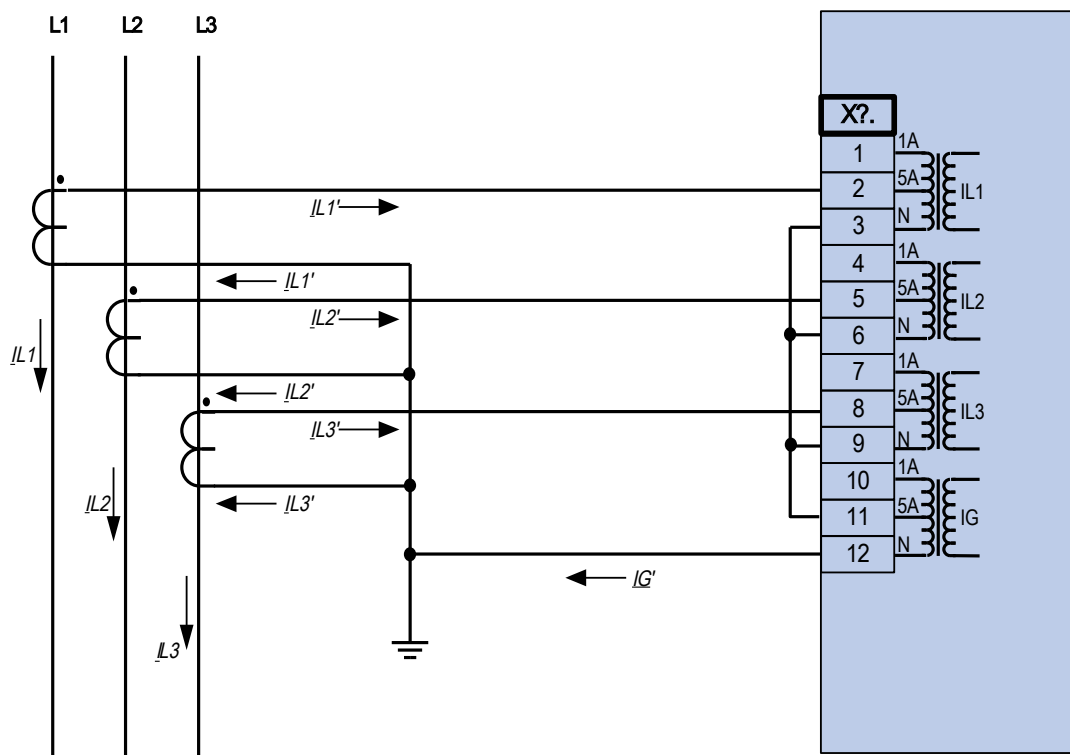 L1 L2 L3
X?.
1 1A
2 5A IL1
3 N
4 1A
5 5A IL2
6 N
7 1A
8 5A IL3
9 N
10 1A
11 5A IG
12 N
IL1'
IL1'
IL2'
IL1
IL2'
IL3'
IL2
IL3'
IG'
IL3